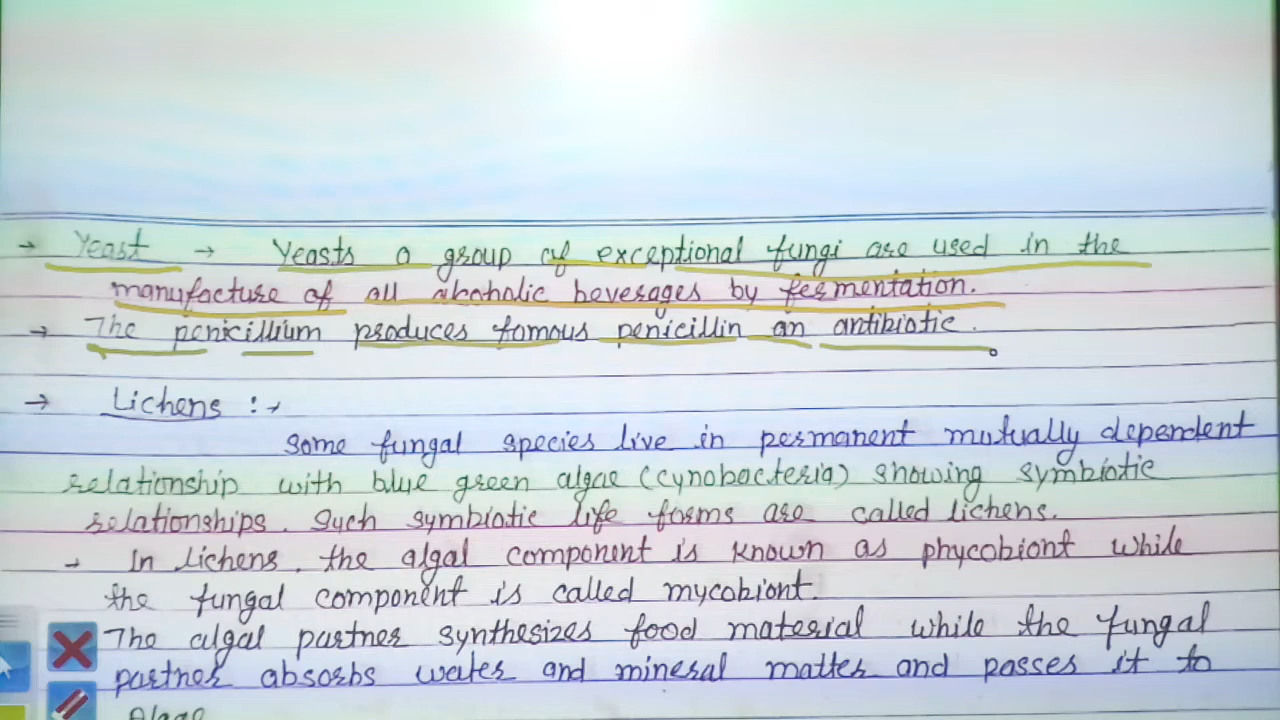 → Yeast → Yeasts a group of exceptional fungi are used in the
manufacture of all alcoholic beverages by fermentation.
→ The penicillium produces famous penicillin an antibiotic.
→ Lichens :→
Some fungal species live in permanent mutually dependent
relationship with blue green algae (cynobacteria) showing symbiotic
relationships. Such symbiotic life forms are called lichens.
→ In lichens, the algal component is known as phycobiont while
the fungal component is called mycobiont.
The algal partner synthesizes food material while the fungal
partner absorbs water and mineral matter and passes it to
Algae